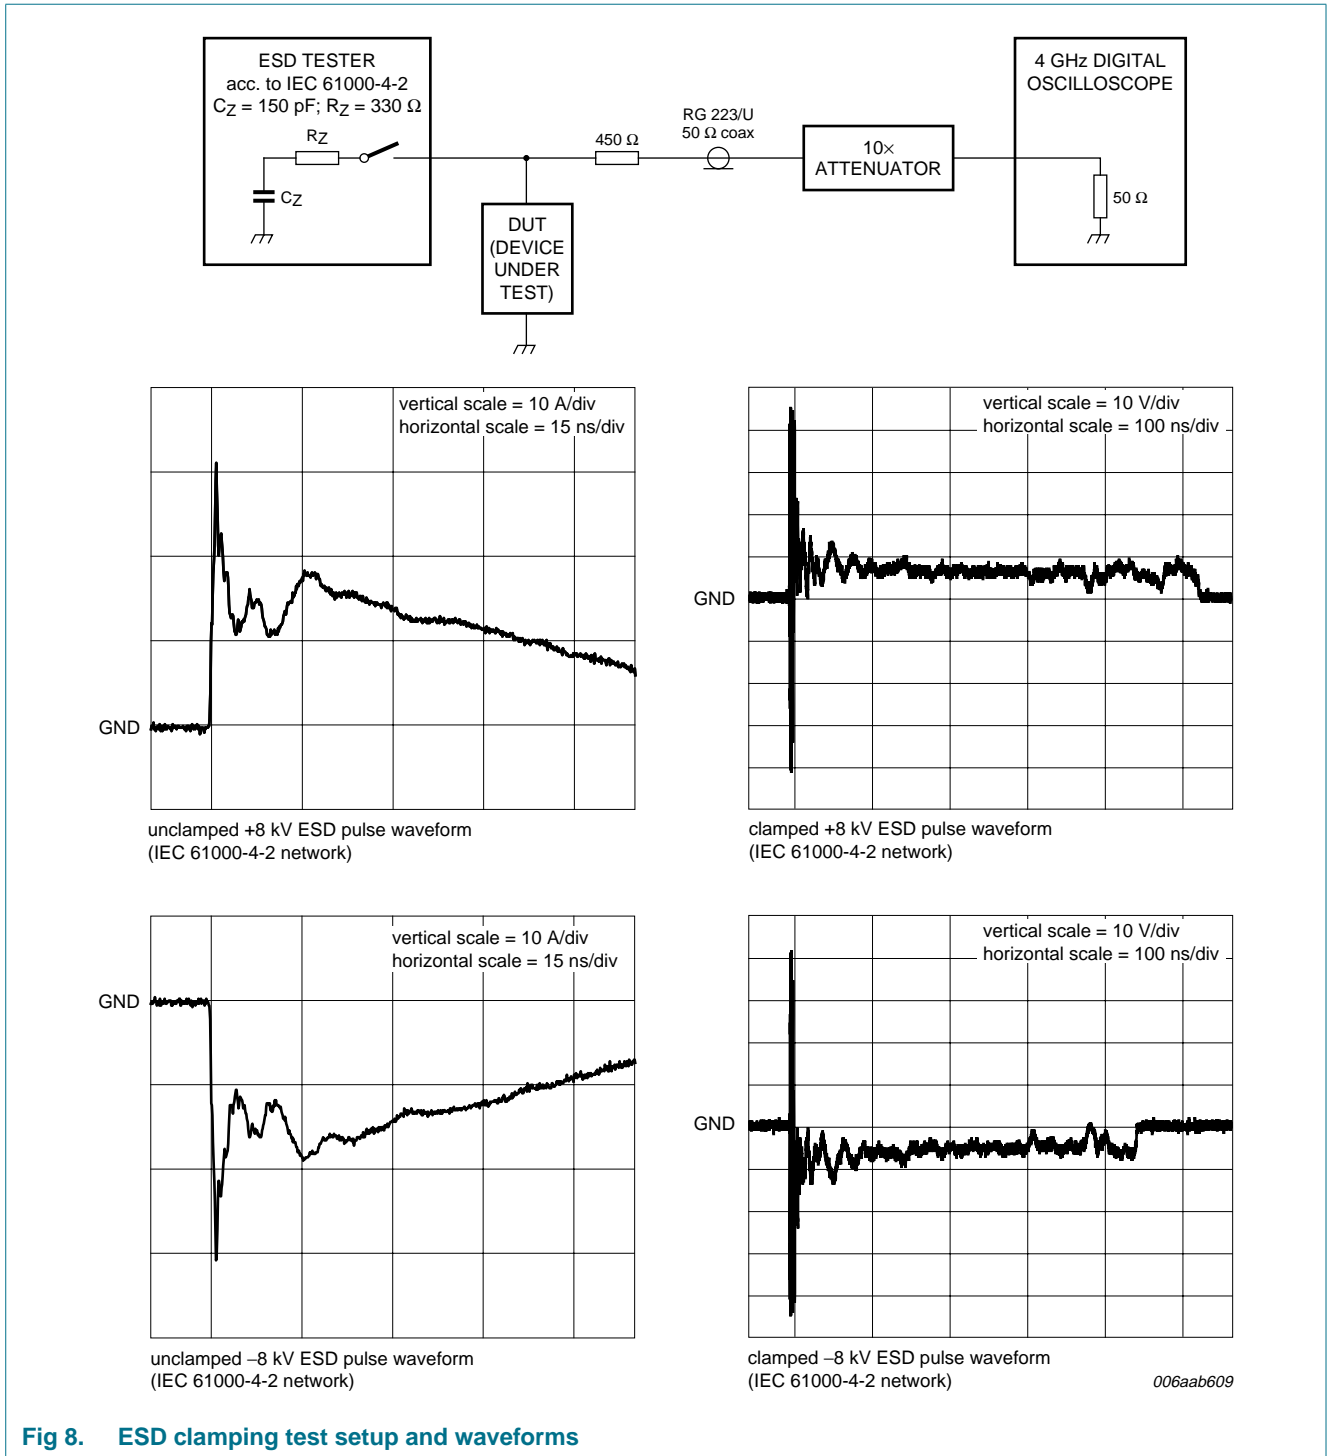 ESD TESTER
acc. to IEC 61000-4-2
CZ = 150 pF; RZ = 330 Ω
RZ
CZ
450 Ω
RG 223/U
50 Ω coax
10×
ATTENUATOR
4 GHz DIGITAL
OSCILLOSCOPE
50 Ω
DUT
(DEVICE
UNDER
TEST)
vertical scale = 10 A/div
horizontal scale = 15 ns/div
GND
unclamped +8 kV ESD pulse waveform
(IEC 61000-4-2 network)
vertical scale = 10 V/div
horizontal scale = 100 ns/div
GND
clamped +8 kV ESD pulse waveform
(IEC 61000-4-2 network)
vertical scale = 10 A/div
horizontal scale = 15 ns/div
GND
unclamped −8 kV ESD pulse waveform
(IEC 61000-4-2 network)
vertical scale = 10 V/div
horizontal scale = 100 ns/div
GND
clamped −8 kV ESD pulse waveform
(IEC 61000-4-2 network)
006aab609
Fig 8. ESD clamping test setup and waveforms